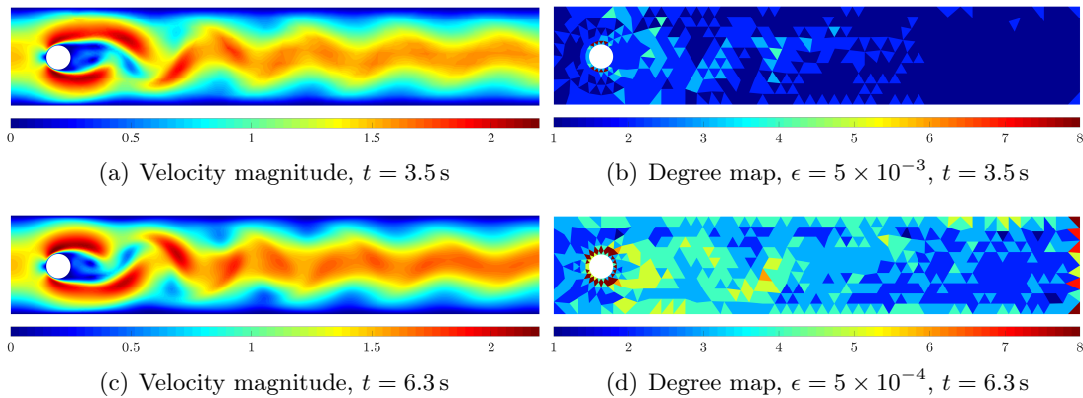 0 0.5 1 1.5 2
1 2 3 4 5 6 7 8
(a) Velocity magnitude, t = 3.5 s
(b) Degree map, ϵ = 5 × 10⁻³, t = 3.5 s
0 0.5 1 1.5 2
1 2 3 4 5 6 7 8
(c) Velocity magnitude, t = 6.3 s
(d) Degree map, ϵ = 5 × 10⁻⁴, t = 6.3 s